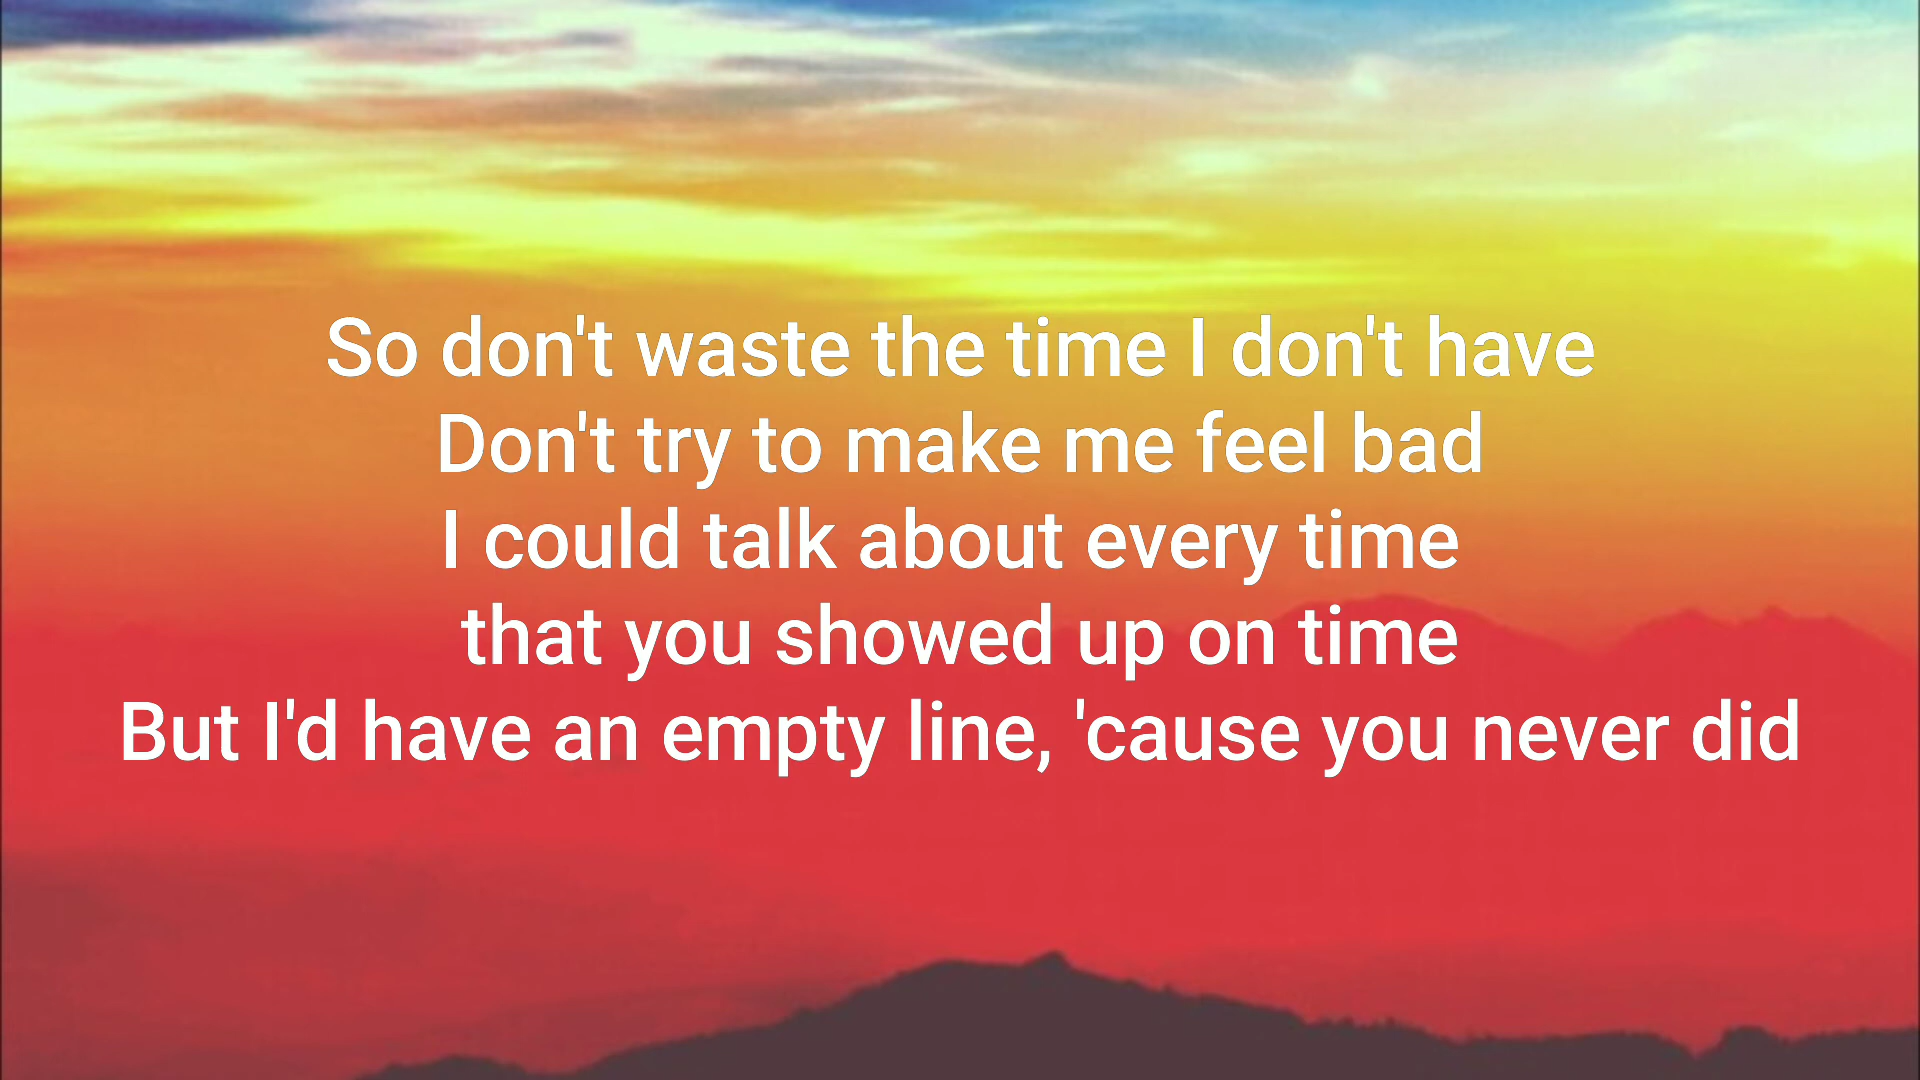 So don't waste the time I don't have
Don't try to make me feel bad
I could talk about every time
that you showed up on time
But I'd have an empty line, 'cause you never did